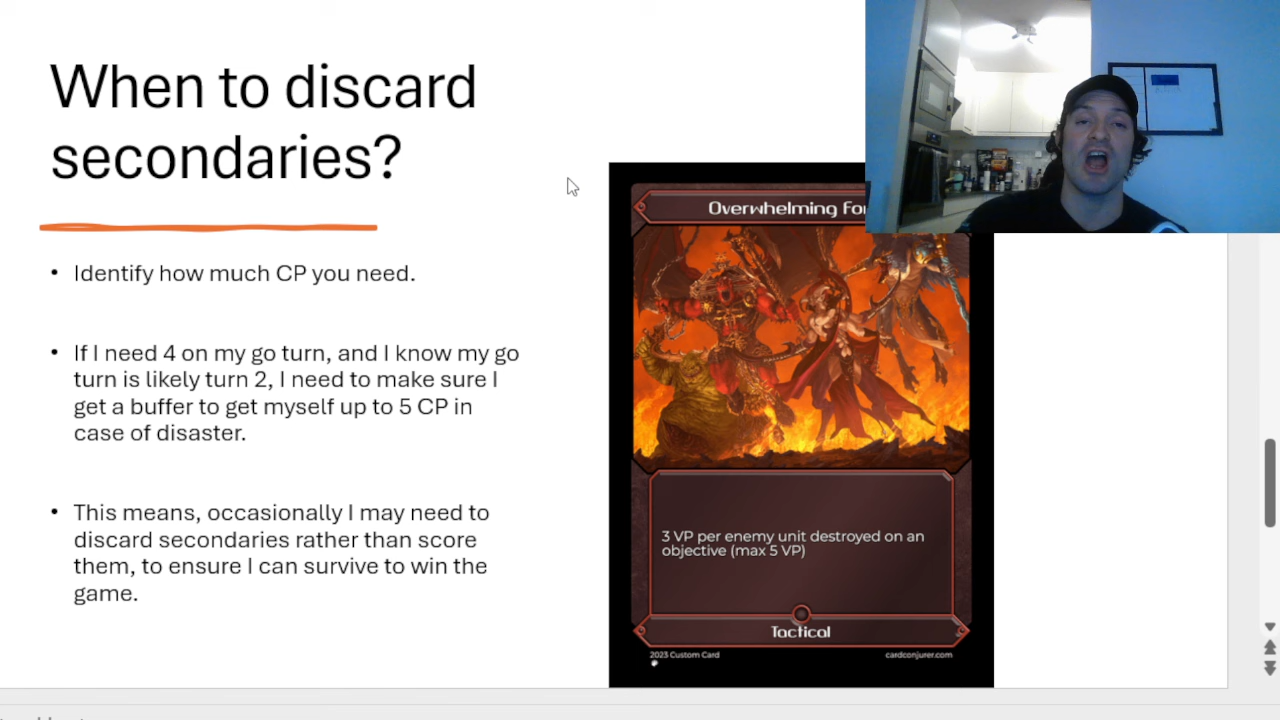 When to discard
secondaries?
• Identify how much CP you need.
• If I need 4 on my go turn, and I know my go
turn is likely turn 2, I need to make sure I
get a buffer to get myself up to 5 CP in
case of disaster.
• This means, occasionally I may need to
discard secondaries rather than score
them, to ensure I can survive to win the
game.
Overwhelming
3 VP per enemy unit destroyed on an
objective (max 5 VP)
Tactical
2023 Custom Card
cardconjurer.com